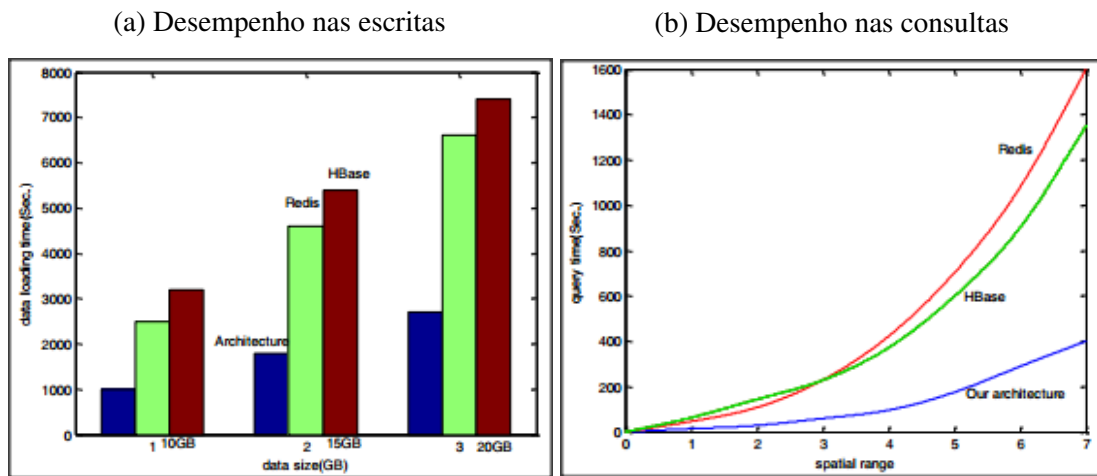 (a) Desempenho nas escritas
8000
7000
6000
5000
4000
3000
2000
1000
0
data loading time(Sec.)
Architecture
Redis
HBase
1 10GB
2 15GB
3 20GB
data size(GB)
(b) Desempenho nas consultas
1600
1400
1200
1000
800
600
400
200
0
query time(Sec.)
Redis
HBase
Our architecture
0 1 2 3 4 5 6 7
spatial range